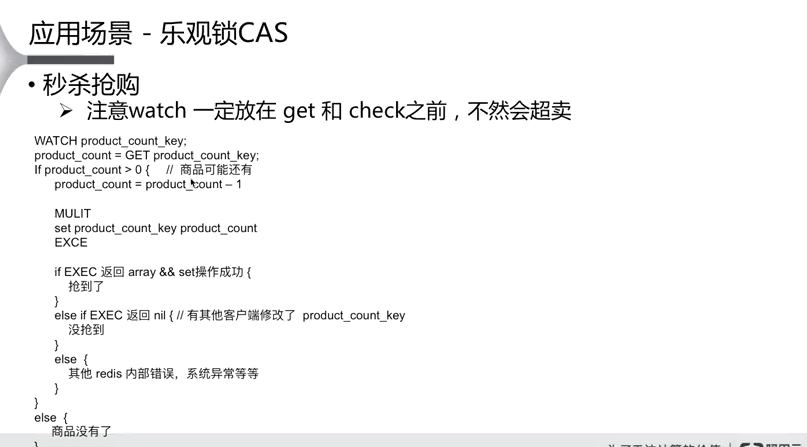 应用场景 - 乐观锁CAS
• 秒杀抢购
➢ 注意watch 一定放在 get 和 check之前，不然会超卖
WATCH product_count_key;
product_count = GET product_count_key;
If product_count > 0 { // 商品可能还有
product_count = product_count – 1
MULIT
set product_count_key product_count
EXCE
if EXEC 返回 array && set操作成功 {
抢到了
}
else if EXEC 返回 nil { // 有其他客户端修改了 product_count_key
没抢到
}
else {
其他 redis 内部错误，系统异常等等
}
}
else {
商品没有了
}